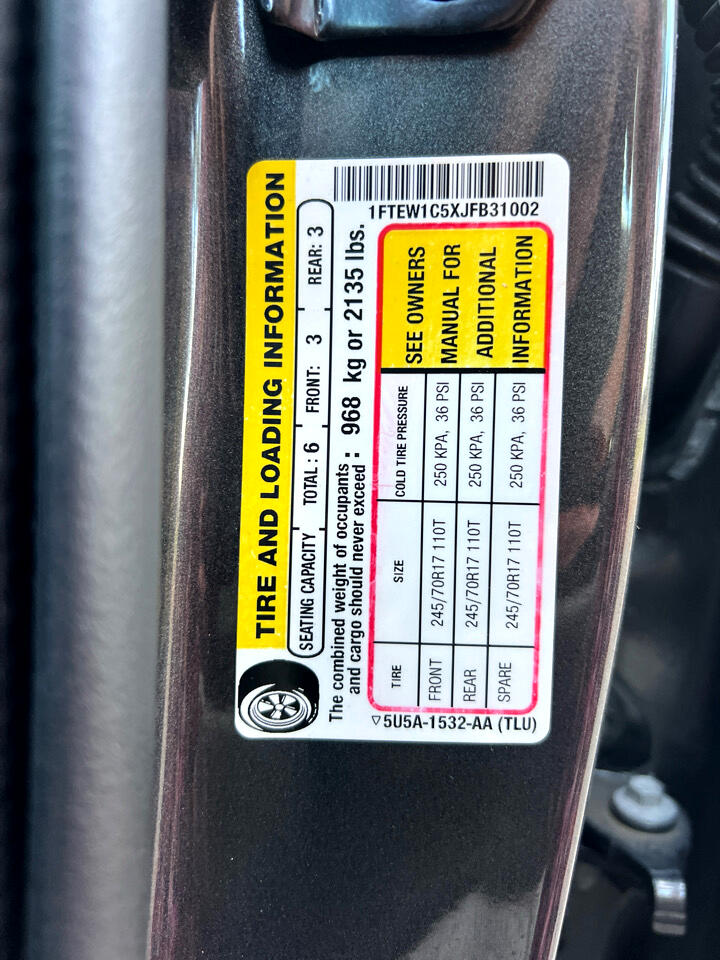 TIRE AND LOADING INFORMATION
SEATING CAPACITY TOTAL: 6 FRONT: 3 REAR: 3
The combined weight of occupants
and cargo should never exceed : 968 kg or 2135 lbs.
1FTEW1C5XJFB31002
TIRE SIZE COLD TIRE PRESSURE
FRONT 245/70R17 110T 250 KPA, 36 PSI
REAR 245/70R17 110T 250 KPA, 36 PSI
SPARE 245/70R17 110T 250 KPA, 36 PSI
SEE OWNERS
MANUAL FOR
ADDITIONAL
INFORMATION
5U5A-1532-AA (TLU)